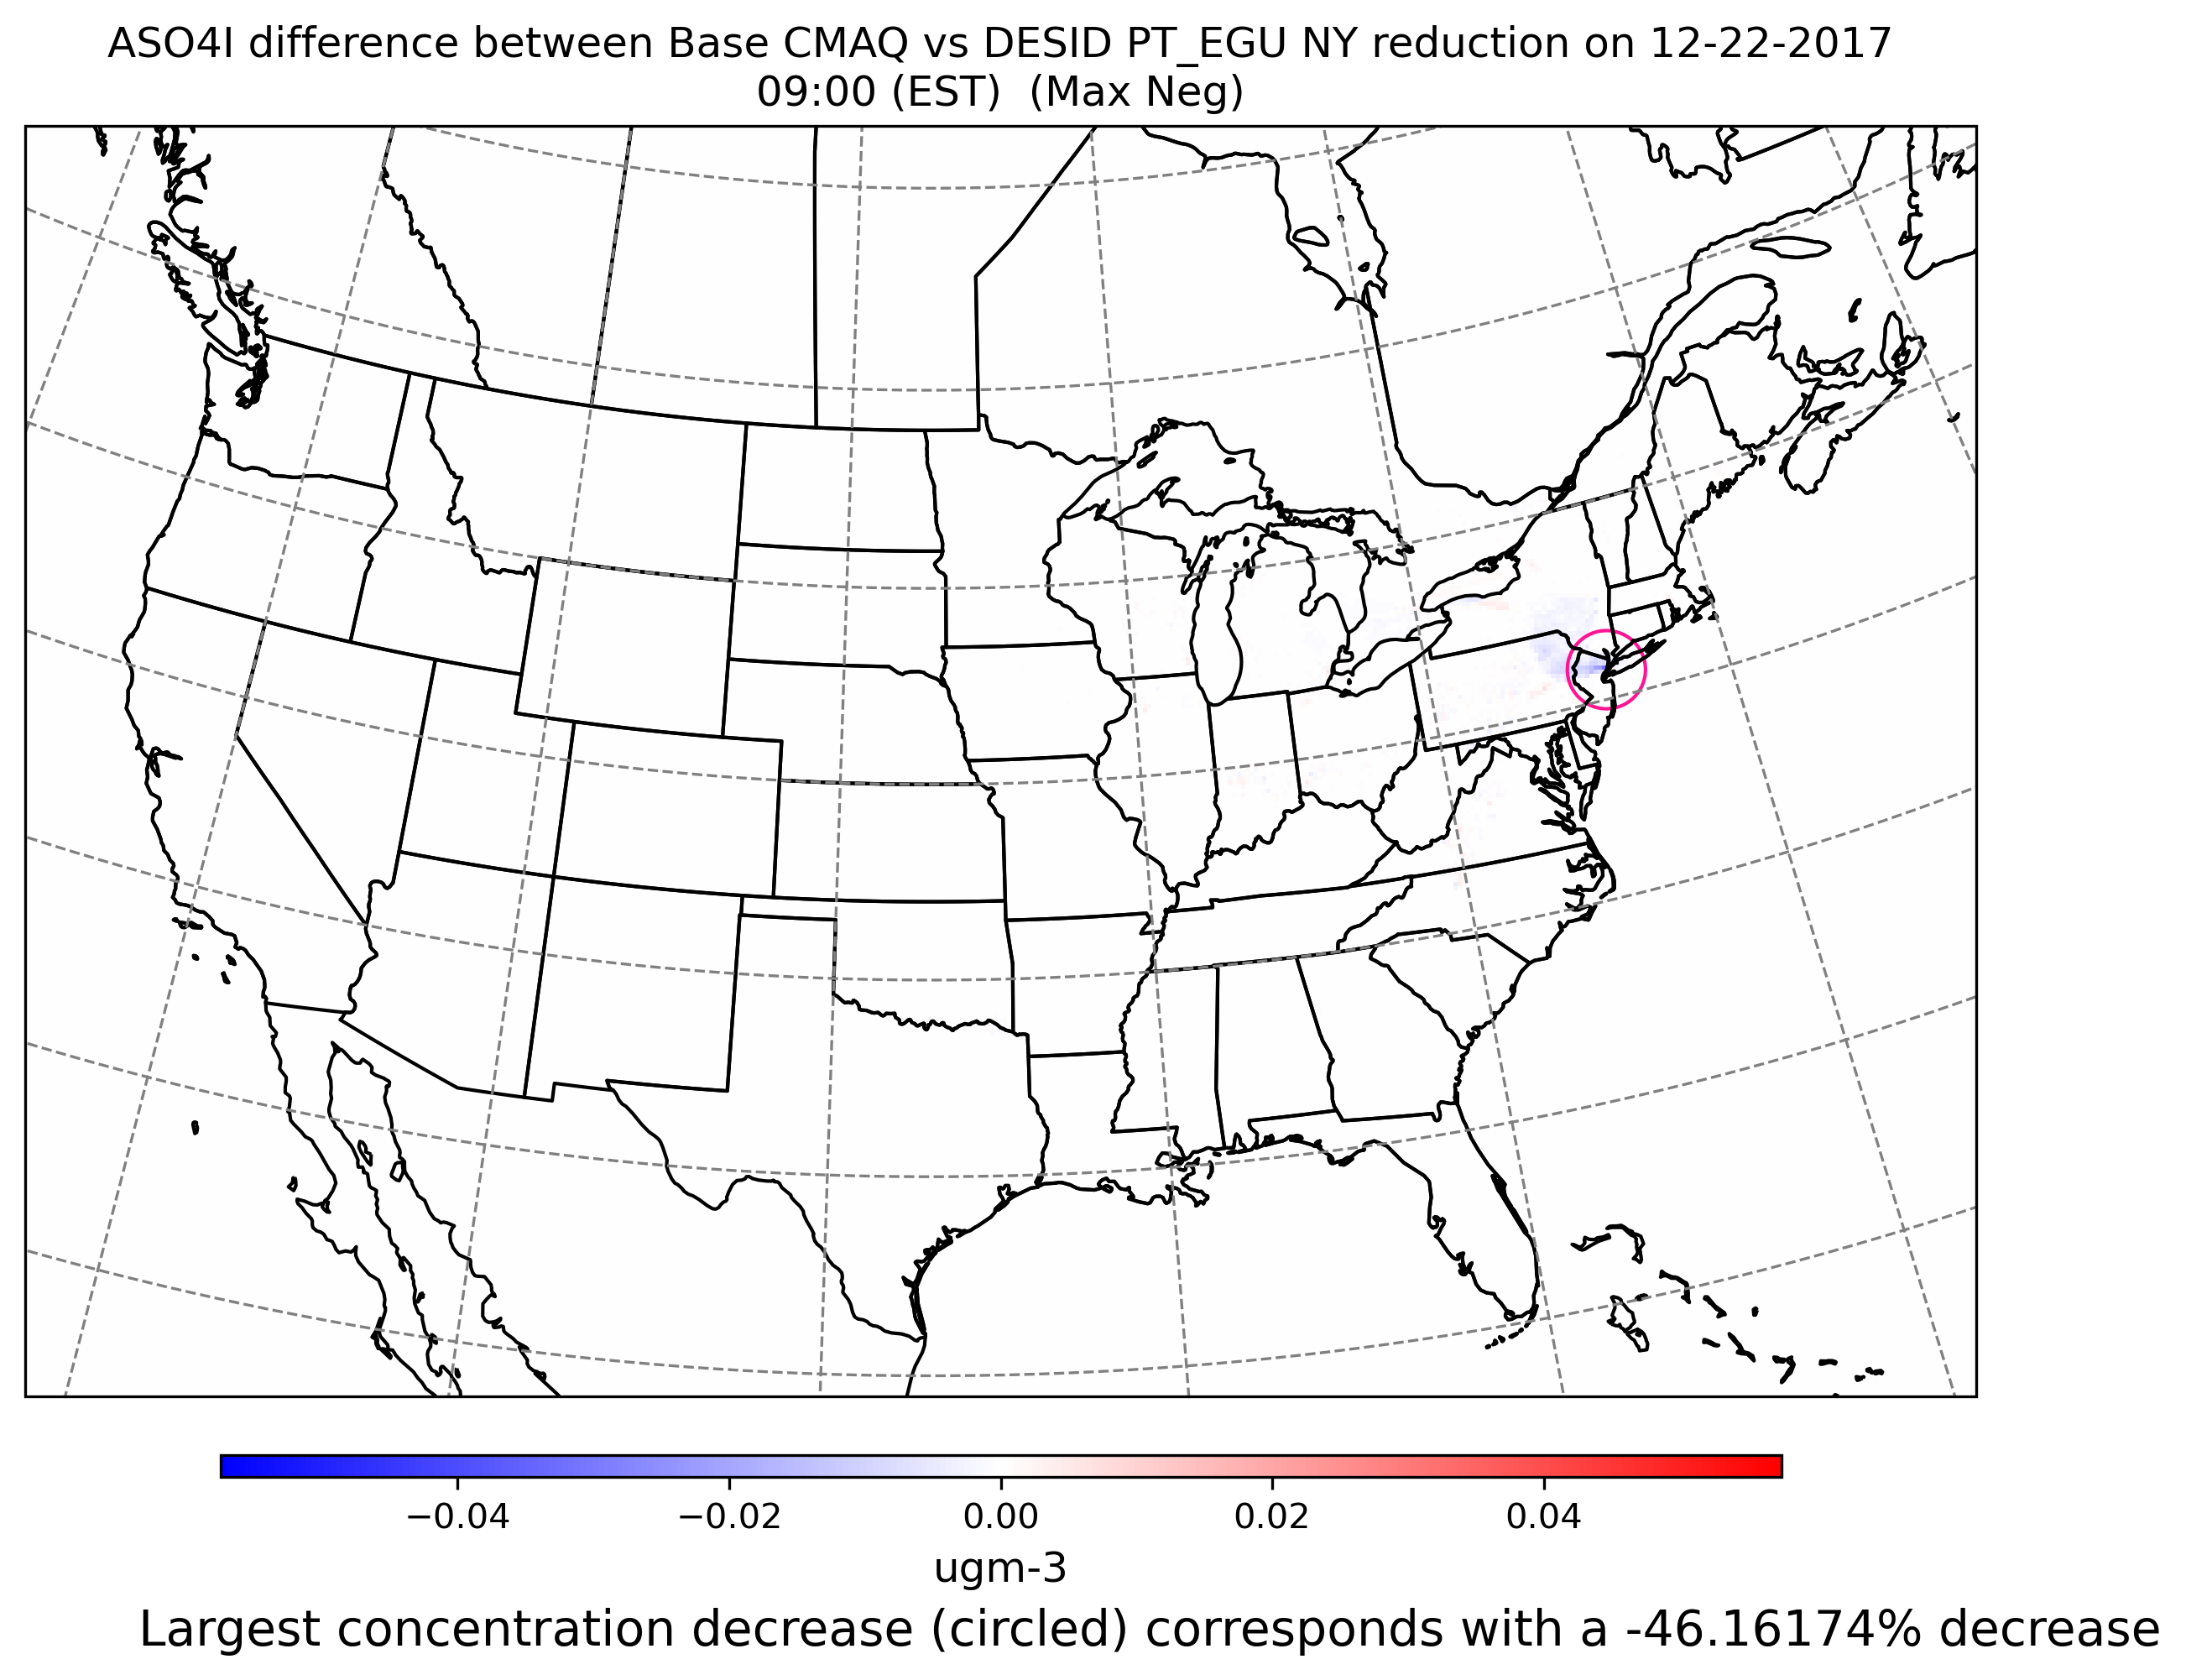 ASO4I difference between Base CMAQ vs DESID PT_EGU NY reduction on 12-22-2017
09:00 (EST)  (Max Neg)
−0.04 −0.02 0.00 0.02 0.04
ugm-3
Largest concentration decrease (circled) corresponds with a -46.16174% decrease